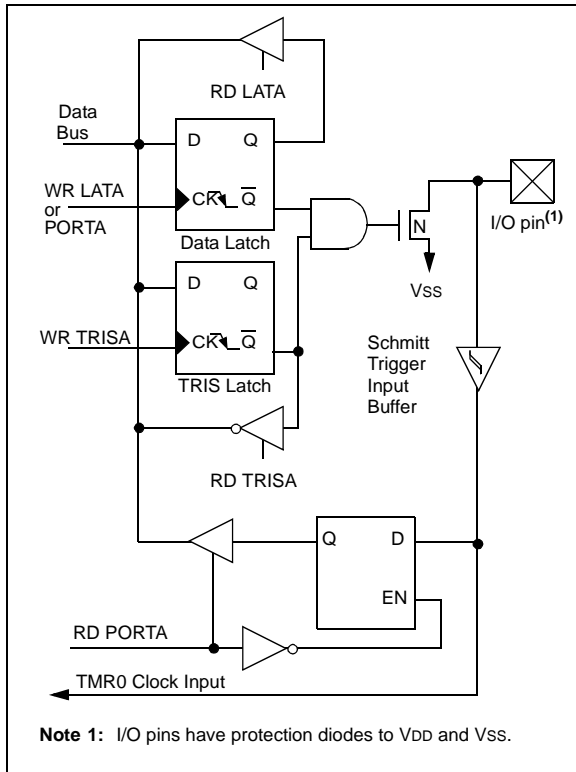 RD LATA
Data
Bus
D Q
WR LATA
or
PORTA
CK Q
Data Latch
N
I/O pin(1)
VSS
D Q
WR TRISA
CK Q
TRIS Latch
Schmitt
Trigger
Input
Buffer
RD TRISA
Q D
EN
RD PORTA
TMR0 Clock Input
Note 1: I/O pins have protection diodes to VDD and VSS.